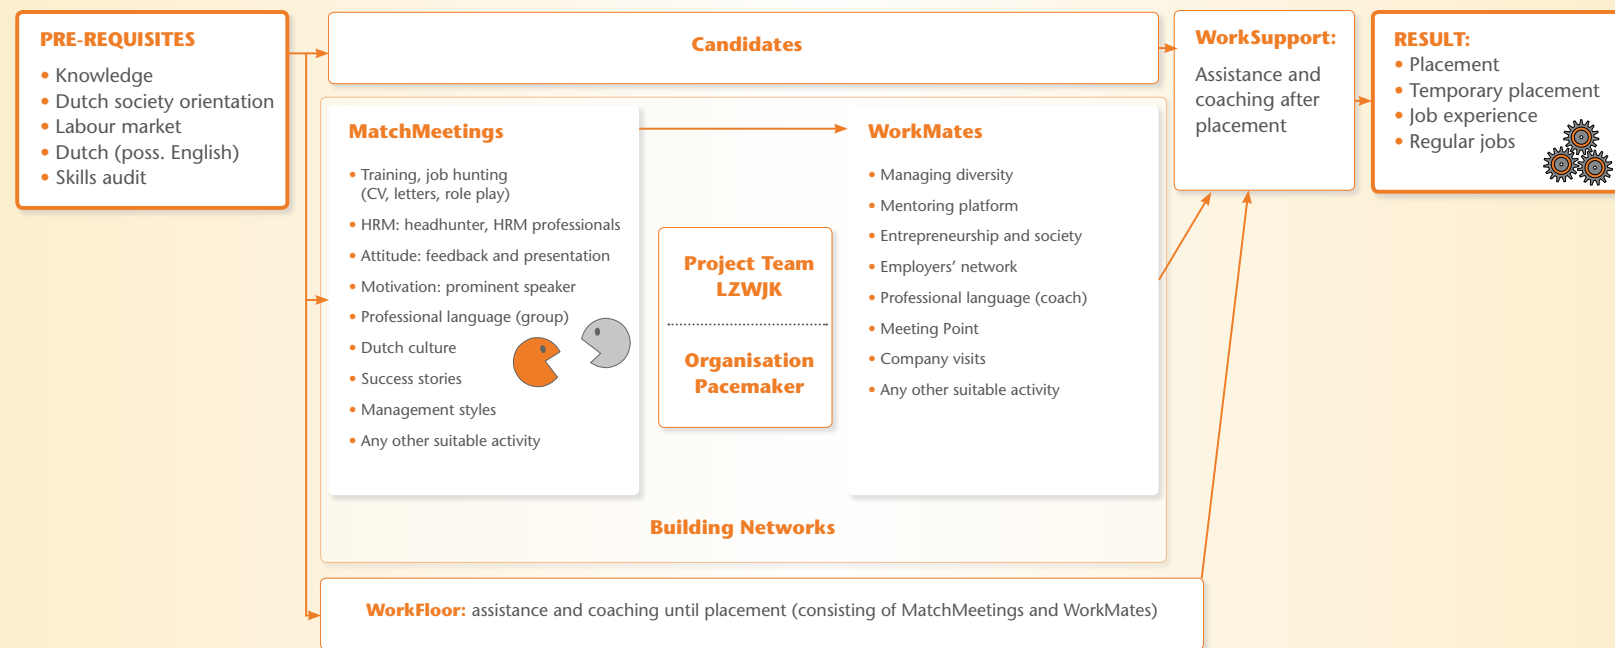 PRE-REQUISITES
• Knowledge
• Dutch society orientation
• Labour market
• Dutch (poss. English)
• Skills audit
Candidates
MatchMeetings
• Training, job hunting
(CV, letters, role play)
• HRM: headhunter, HRM professionals
• Attitude: feedback and presentation
• Motivation: prominent speaker
• Professional language (group)
• Dutch culture
• Success stories
• Management styles
• Any other suitable activity
Project Team
LZWJK
Organisation
Pacemaker
WorkMates
• Managing diversity
• Mentoring platform
• Entrepreneurship and society
• Employers’ network
• Professional language (coach)
• Meeting Point
• Company visits
• Any other suitable activity
Building Networks
WorkFloor: assistance and coaching until placement (consisting of MatchMeetings and WorkMates)
WorkSupport:
Assistance and
coaching after
placement
RESULT:
• Placement
• Temporary placement
• Job experience
• Regular jobs